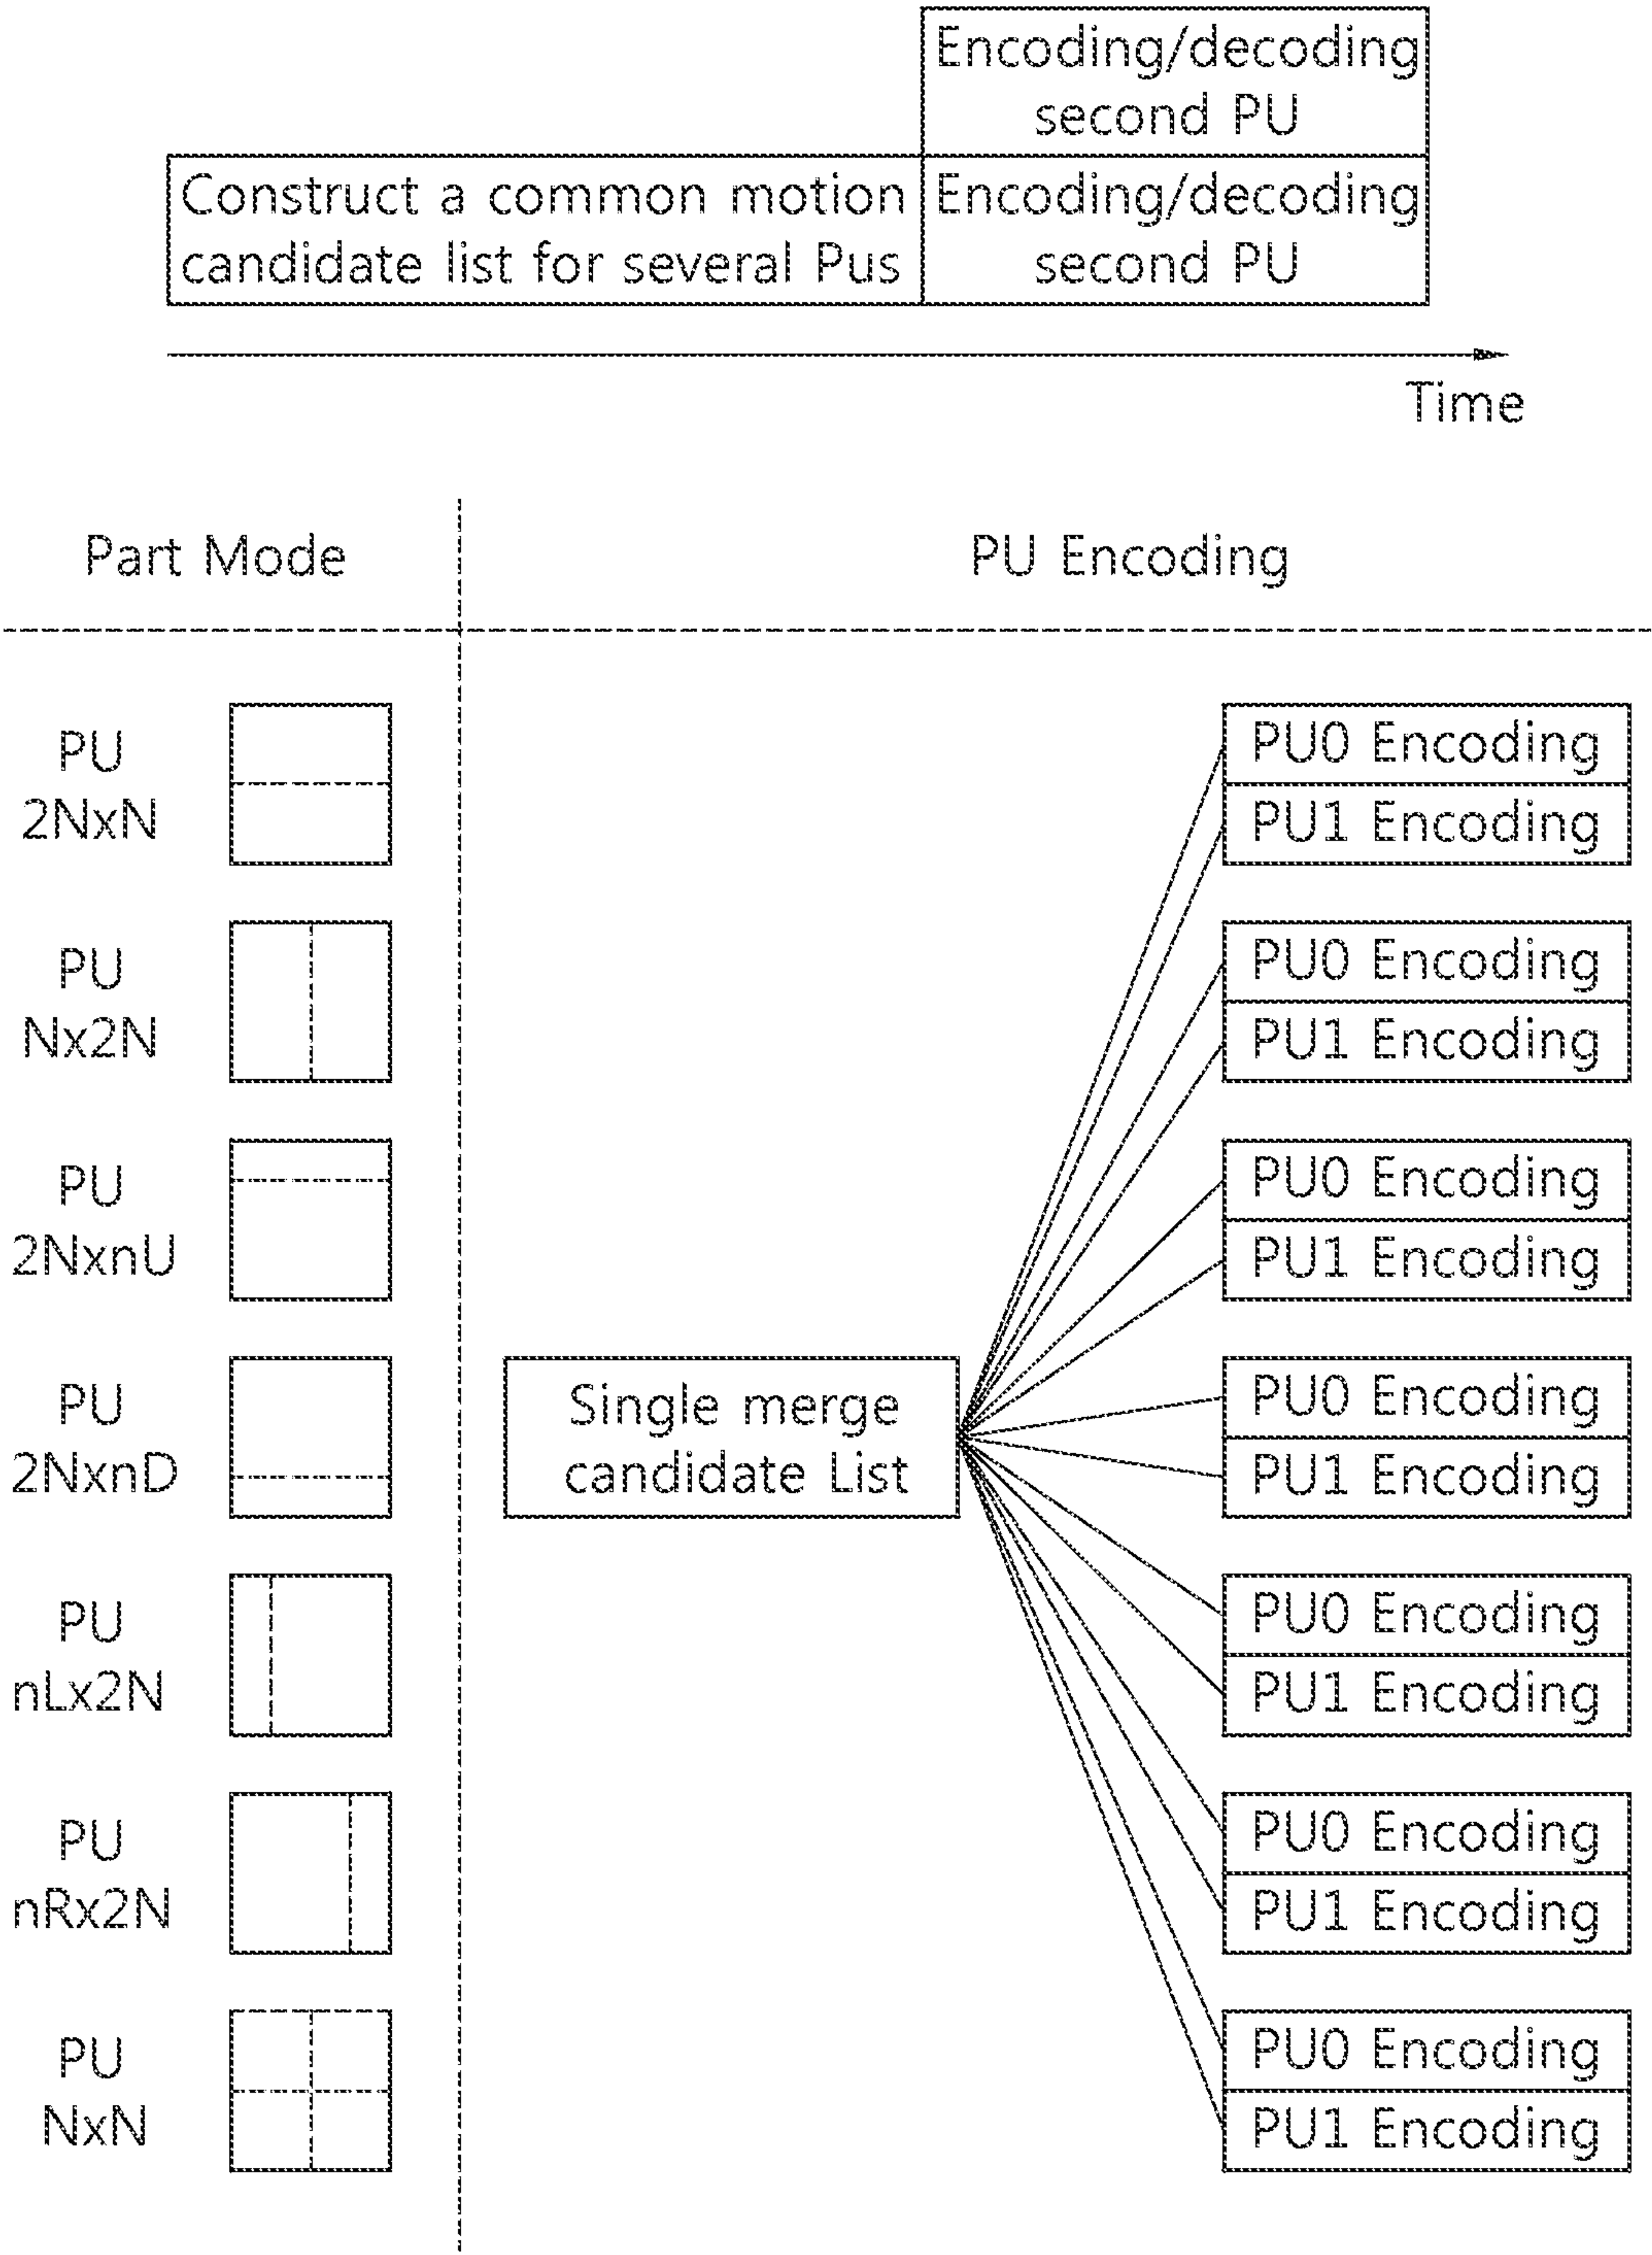 Encoding/decoding
second PU
Construct a common motion
candidate list for several Pus
Encoding/decoding
second PU
Time
Part Mode
PU Encoding
PU
2NxN
PU0 Encoding
PU1 Encoding
PU
Nx2N
PU0 Encoding
PU1 Encoding
PU
2NxnU
PU0 Encoding
PU1 Encoding
PU
2NxnD
Single merge
candidate List
PU0 Encoding
PU1 Encoding
PU
nLx2N
PU0 Encoding
PU1 Encoding
PU
nRx2N
PU0 Encoding
PU1 Encoding
PU
NxN
PU0 Encoding
PU1 Encoding